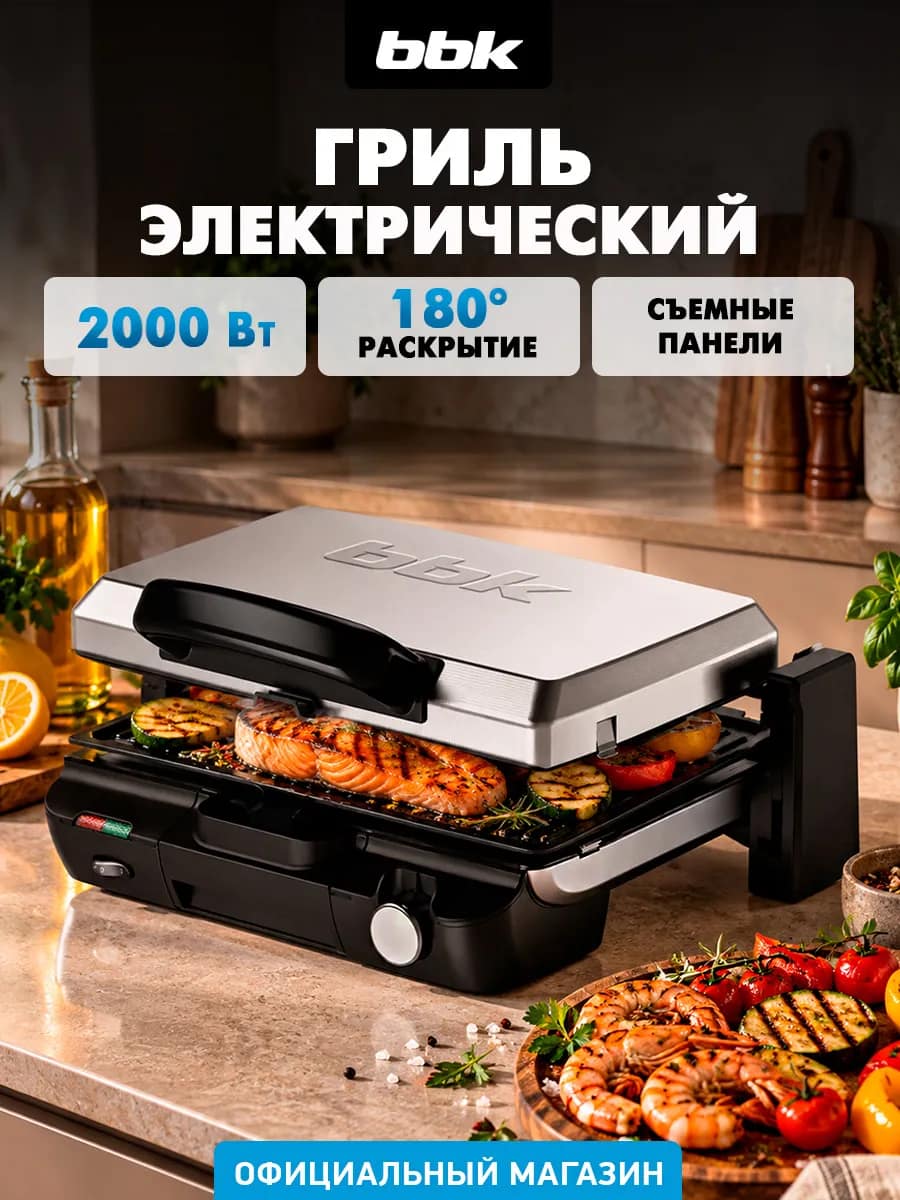 bbk
ГРИЛЬ
ЭЛЕКТРИЧЕСКИЙ
2000 Вт
180°
РАСКРЫТИЕ
СЪЕМНЫЕ
ПАНЕЛИ
bbk
ОФИЦИАЛЬНЫЙ МАГАЗИН